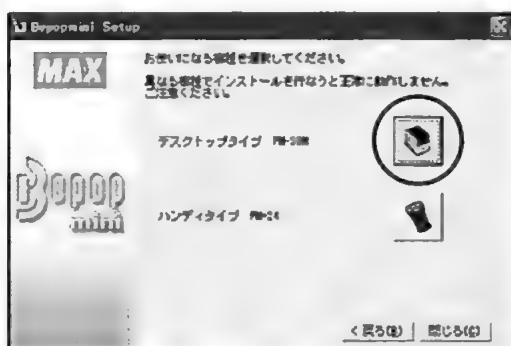 Bepopmini Setup
MAX
お使いになる機種を選択してください。
異なる機種でインストールを行なうと正常に動作しません。
ご注意ください。
デスクトップタイプ
Bepop
mini
ハンディタイプ
< 戻る(B)
閉じる(C)